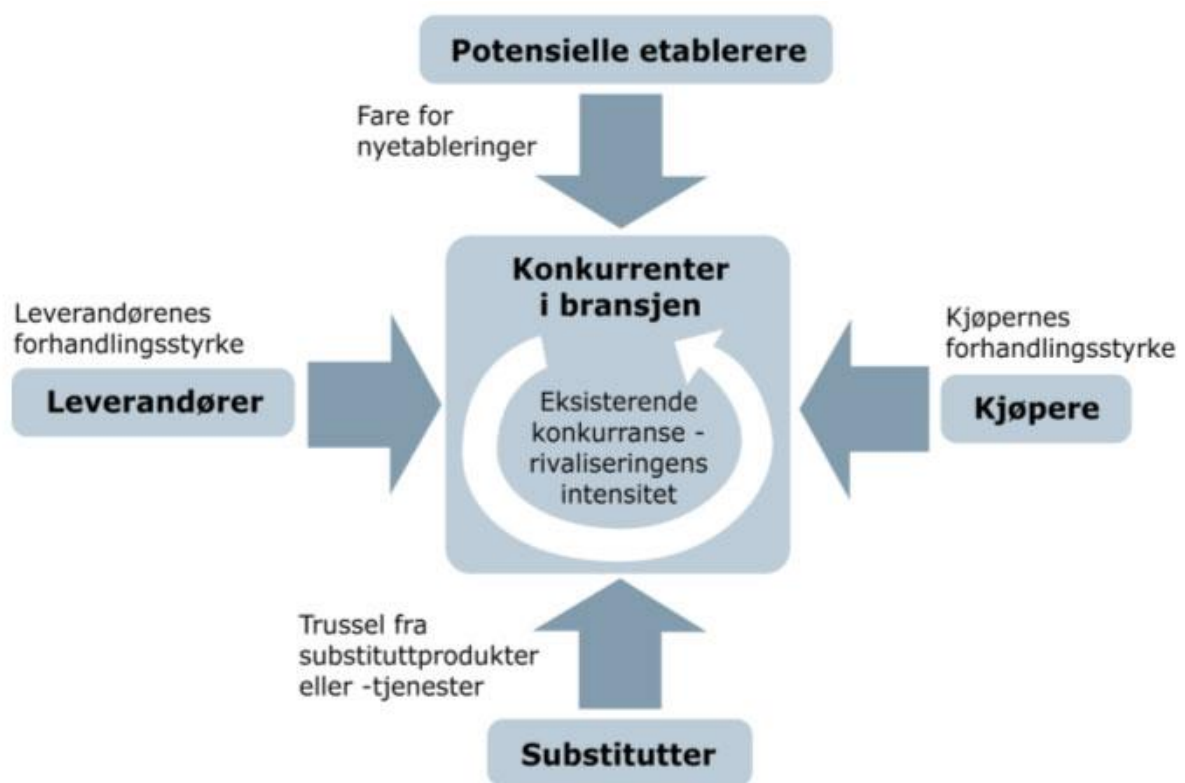 Potensielle etablerere
Fare for
nyetableringer
Konkurrenter
i bransjen
Leverandørenes
forhandlingsstyrke
Leverandører
Eksisterende
konkurranse -
rivaliseringens
intensitet
Kjøpernes
forhandlingsstyrke
Kjøpere
Trussel fra
substituttprodukter
eller -tjenester
Substitutter